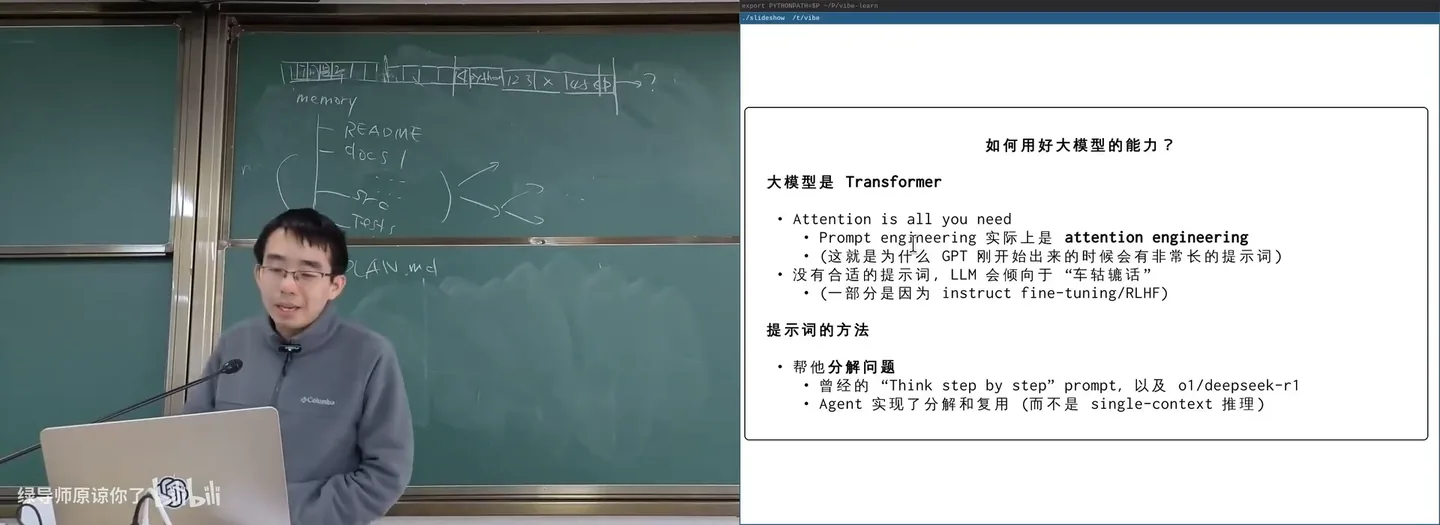 memory
README
docs /
src
Tests
PLAN.md
Columbia
绿导师原谅你了
bilibili
export PYTHONPATH=$P ~/P/vibe-learn
./slideshow /t/vibe
如何用好大模型的能力？
大模型是 Transformer
• Attention is all you need
• Prompt engineering 实际上是 attention engineering
• (这就是为什么 GPT 刚开始出来的时候会有非常长的提示词)
• 没有合适的提示词, LLM 会倾向于 “车轱辘话”
• (一部分是因为 instruct fine-tuning/RLHF)
提示词的方法
• 帮他分解问题
• 曾经的 “Think step by step” prompt, 以及 o1/deepseek-r1
• Agent 实现了分解和复用 (而不是 single-context 推理)